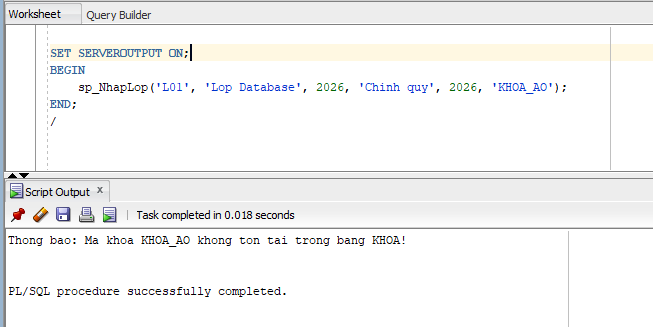 Worksheet
Query Builder
SET SERVEROUTPUT ON;
BEGIN
sp_NhapLop('L01', 'Lop Database', 2026, 'Chinh quy', 2026, 'KHOA_AO');
END;
/
Script Output x
Task completed in 0.018 seconds
Thong bao: Ma khoa KHOA_AO khong ton tai trong bang KHOA!
PL/SQL procedure successfully completed.